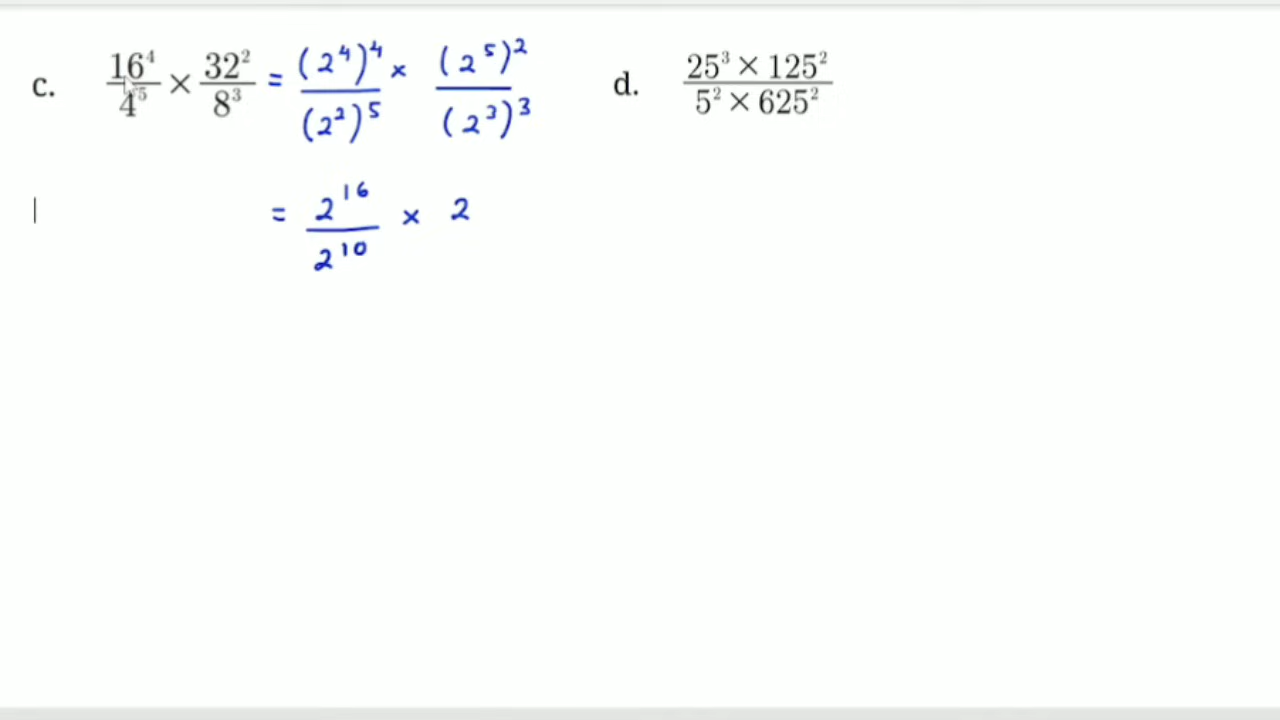 c. 16⁴/4⁵ × 32²/8³ = (2⁴)⁴/(2²)⁵ × (2⁵)²/(2³)³
= 2¹⁶/2¹⁰ × 2
d. 25³ × 125²/5² × 625²